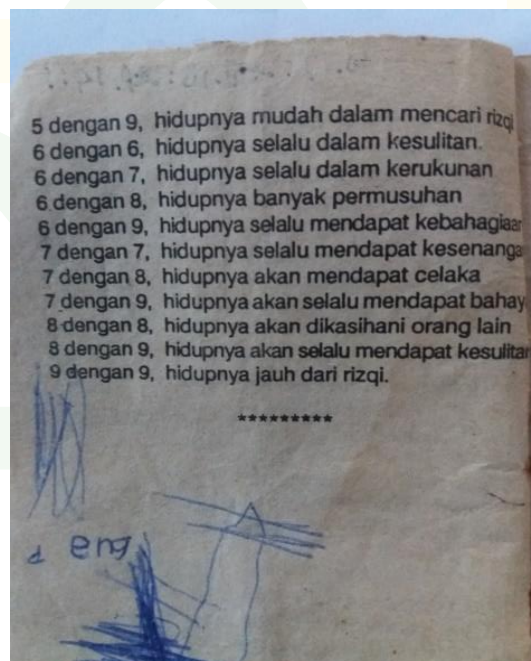 5 dengan 9, hidupnya mudah dalam mencari rizqi
6 dengan 6, hidupnya selalu dalam kesulitan.
6 dengan 7, hidupnya selalu dalam kerukunan
6 dengan 8, hidupnya banyak permusuhan
6 dengan 9, hidupnya selalu mendapat kebahagiaan
7 dengan 7, hidupnya selalu mendapat kesenanga
7 dengan 8, hidupnya akan mendapat celaka
7 dengan 9, hidupnya akan selalu mendapat bahay
8 dengan 8, hidupnya akan dikasihani orang lain
8 dengan 9, hidupnya akan selalu mendapat kesulitan
9 dengan 9, hidupnya jauh dari rizqi.
*********